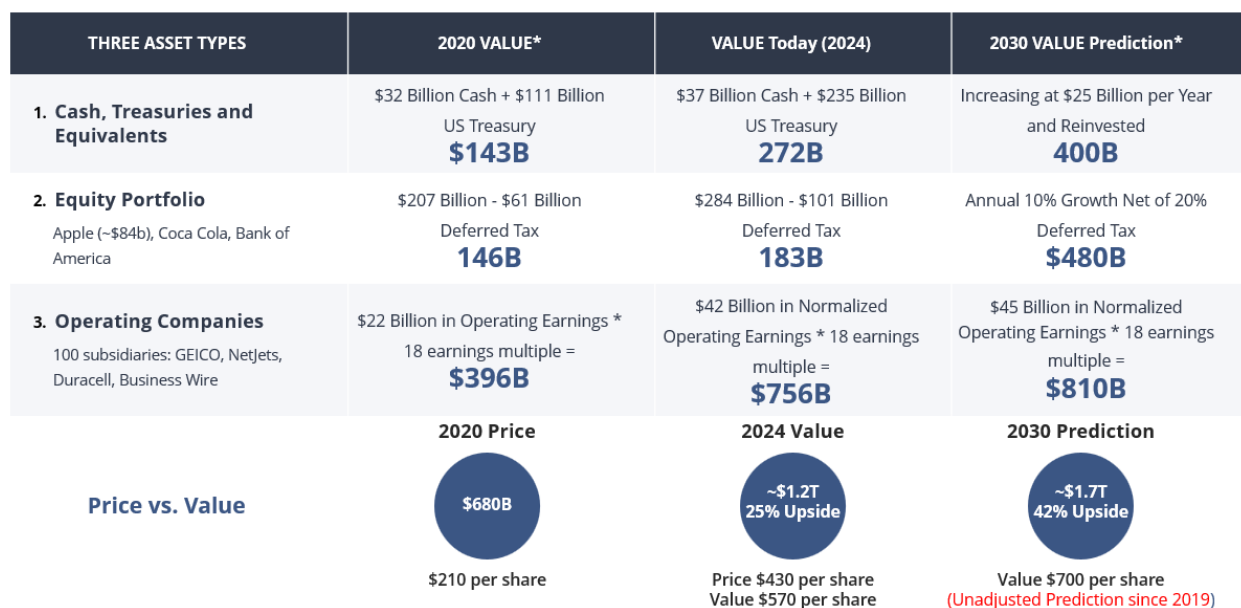 THREE ASSET TYPES
2020 VALUE*
VALUE Today (2024)
2030 VALUE Prediction*
1. Cash, Treasuries and
Equivalents
$32 Billion Cash + $111 Billion
US Treasury
$143B
$37 Billion Cash + $235 Billion
US Treasury
272B
Increasing at $25 Billion per Year
and Reinvested
400B
2. Equity Portfolio
Apple (~$84b), Coca Cola, Bank of
America
$207 Billion - $61 Billion
Deferred Tax
146B
$284 Billion - $101 Billion
Deferred Tax
183B
Annual 10% Growth Net of 20%
Deferred Tax
$480B
3. Operating Companies
100 subsidiaries: GEICO, NetJets,
Duracell, Business Wire
$22 Billion in Operating Earnings *
18 earnings multiple =
$396B
$42 Billion in Normalized
Operating Earnings * 18 earnings
multiple =
$756B
$45 Billion in Normalized
Operating Earnings * 18 earnings
multiple =
$810B
Price vs. Value
2020 Price
$680B
$210 per share
2024 Value
~$1.2T
25% Upside
Price $430 per share
Value $570 per share
2030 Prediction
~$1.7T
42% Upside
Value $700 per share
(Unadjusted Prediction since 2019)